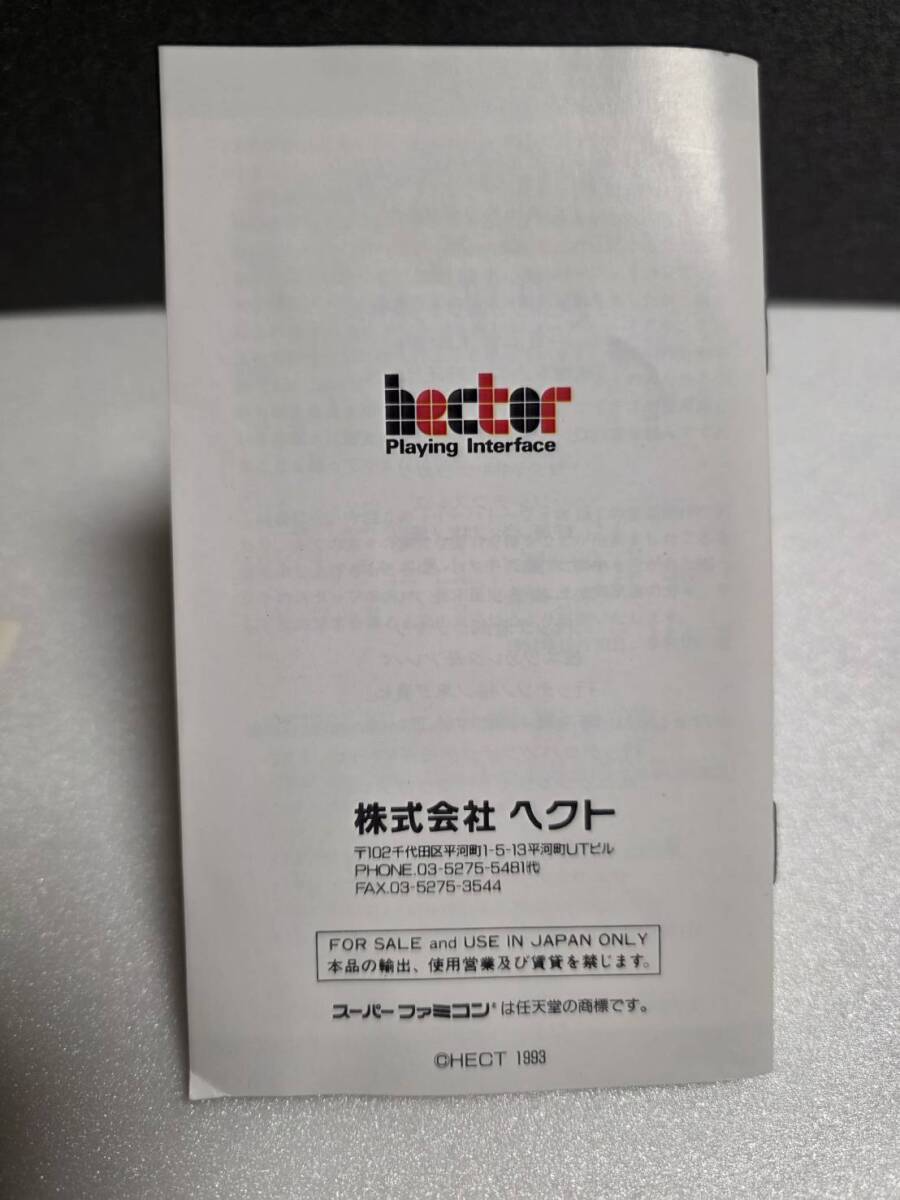 hector
Playing Interface
株式会社 ヘクト
〒102千代田区平河町1-5-13平河町UTビル
PHONE.03-5275-5481代
FAX.03-5275-3544
FOR SALE and USE IN JAPAN ONLY
本品の輸出、使用営業及び賃貸を禁じます。
スーパーファミコン®は任天堂の商標です。
©HECT 1993